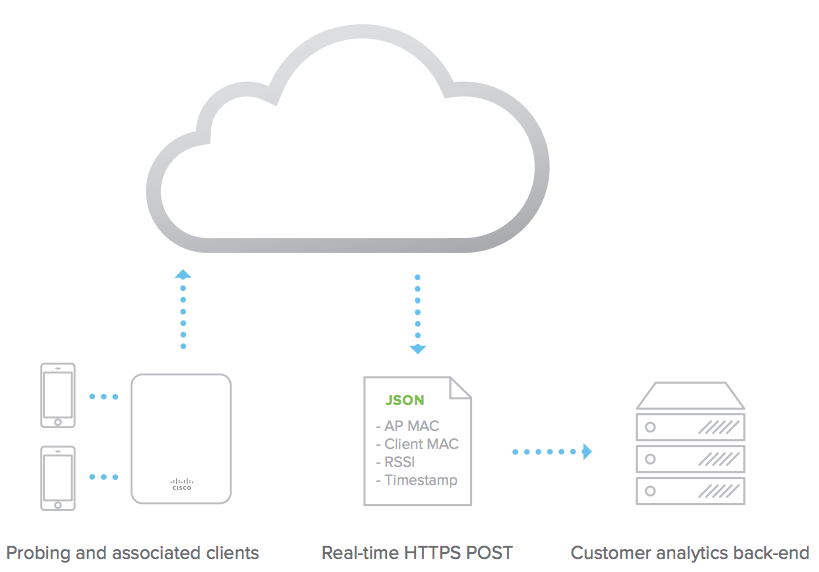 JSON
- AP MAC
- Client MAC
- RSSI
- Timestamp
CISCO
Probing and associated clients
Real-time HTTPS POST
Customer analytics back-end